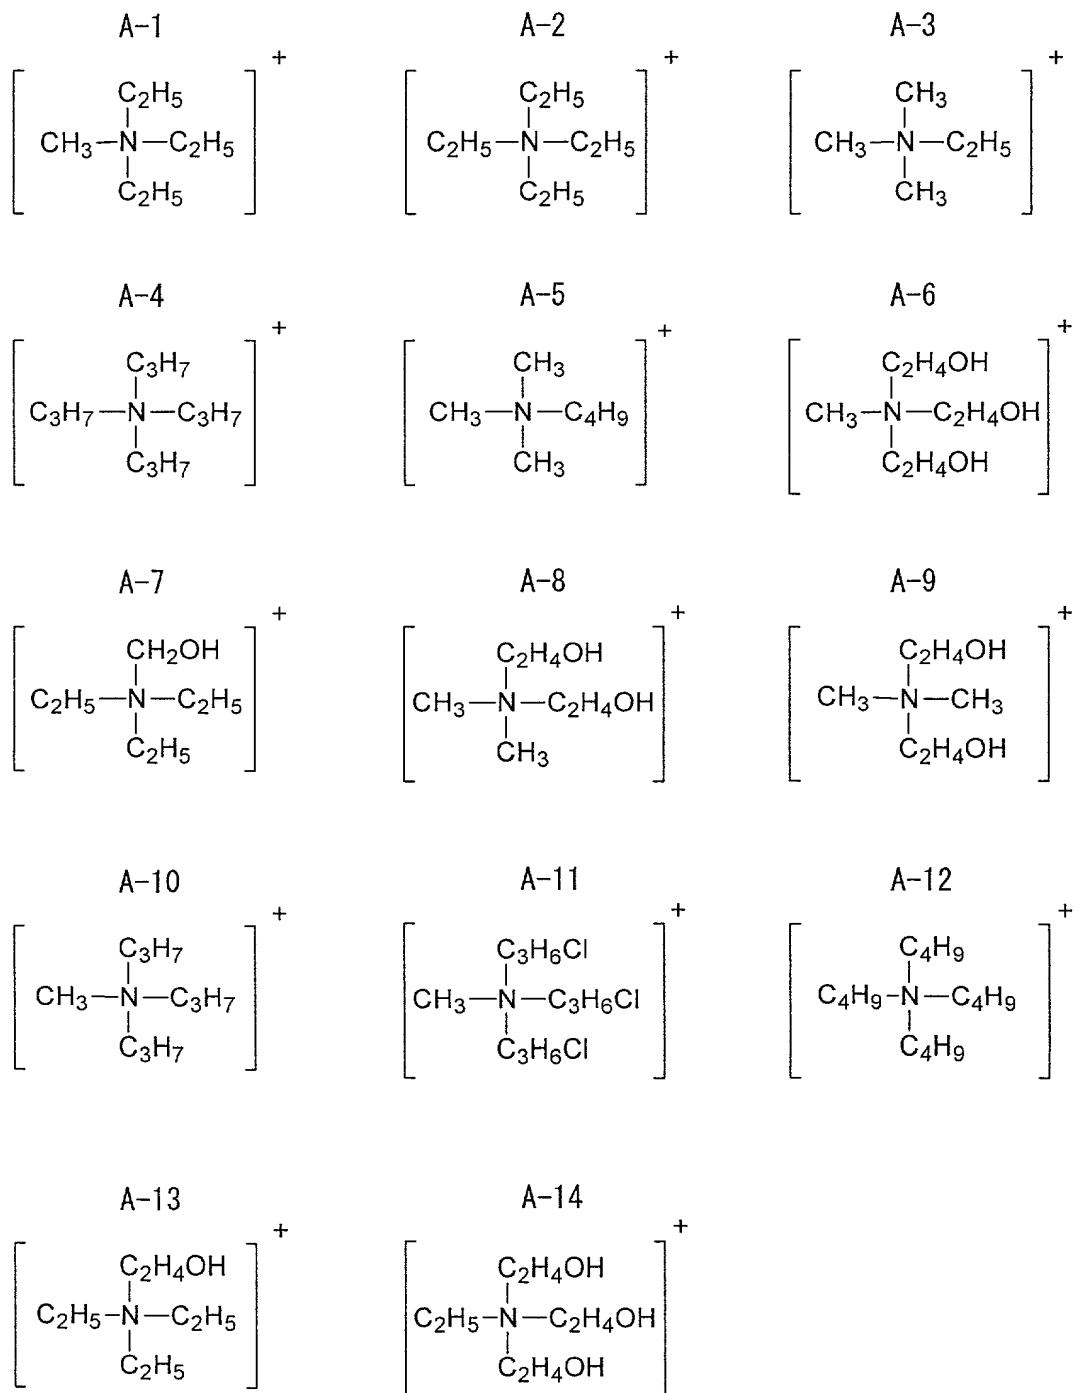 A-1 A-2 A-3
[ C₂H₅ ]⁺ [ C₂H₅ ]⁺ [ CH₃ ]⁺
CH₃—N—C₂H₅ C₂H₅—N—C₂H₅ CH₃—N—C₂H₅
C₂H₅ C₂H₅ CH₃
A-4 A-5 A-6
[ C₃H₇ ]⁺ [ CH₃ ]⁺ [ C₂H₄OH ]⁺
C₃H₇—N—C₃H₇ CH₃—N—C₄H₉ CH₃—N—C₂H₄OH
C₃H₇ CH₃ C₂H₄OH
A-7 A-8 A-9
[ CH₂OH ]⁺ [ C₂H₄OH ]⁺ [ C₂H₄OH ]⁺
C₂H₅—N—C₂H₅ CH₃—N—C₂H₄OH CH₃—N—CH₃
C₂H₅ CH₃ C₂H₄OH
A-10 A-11 A-12
[ C₃H₇ ]⁺ [ C₃H₆Cl ]⁺ [ C₄H₉ ]⁺
CH₃—N—C₃H₇ CH₃—N—C₃H₆Cl C₄H₉—N—C₄H₉
C₃H₇ C₃H₆Cl C₄H₉
A-13 A-14
[ C₂H₄OH ]⁺ [ C₂H₄OH ]⁺
C₂H₅—N—C₂H₅ C₂H₅—N—C₂H₄OH
C₂H₅ C₂H₄OH